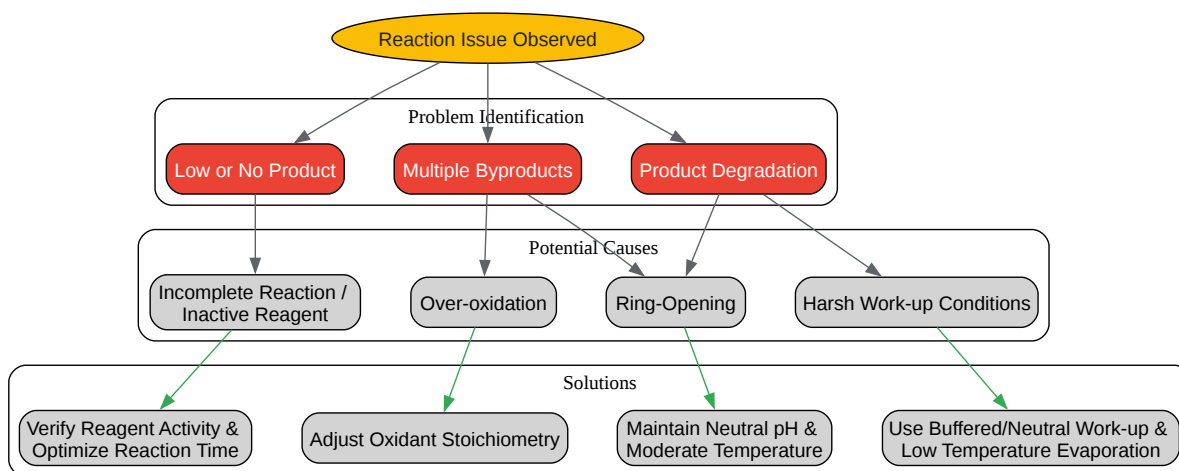 Reaction Issue Observed
Problem Identification
Low or No Product
Multiple Byproducts
Product Degradation
Potential Causes
Incomplete Reaction /
Inactive Reagent
Over-oxidation
Ring-Opening
Harsh Work-up Conditions
Solutions
Verify Reagent Activity &
Optimize Reaction Time
Adjust Oxidant Stoichiometry
Maintain Neutral pH &
Moderate Temperature
Use Buffered/Neutral Work-up &
Low Temperature Evaporation